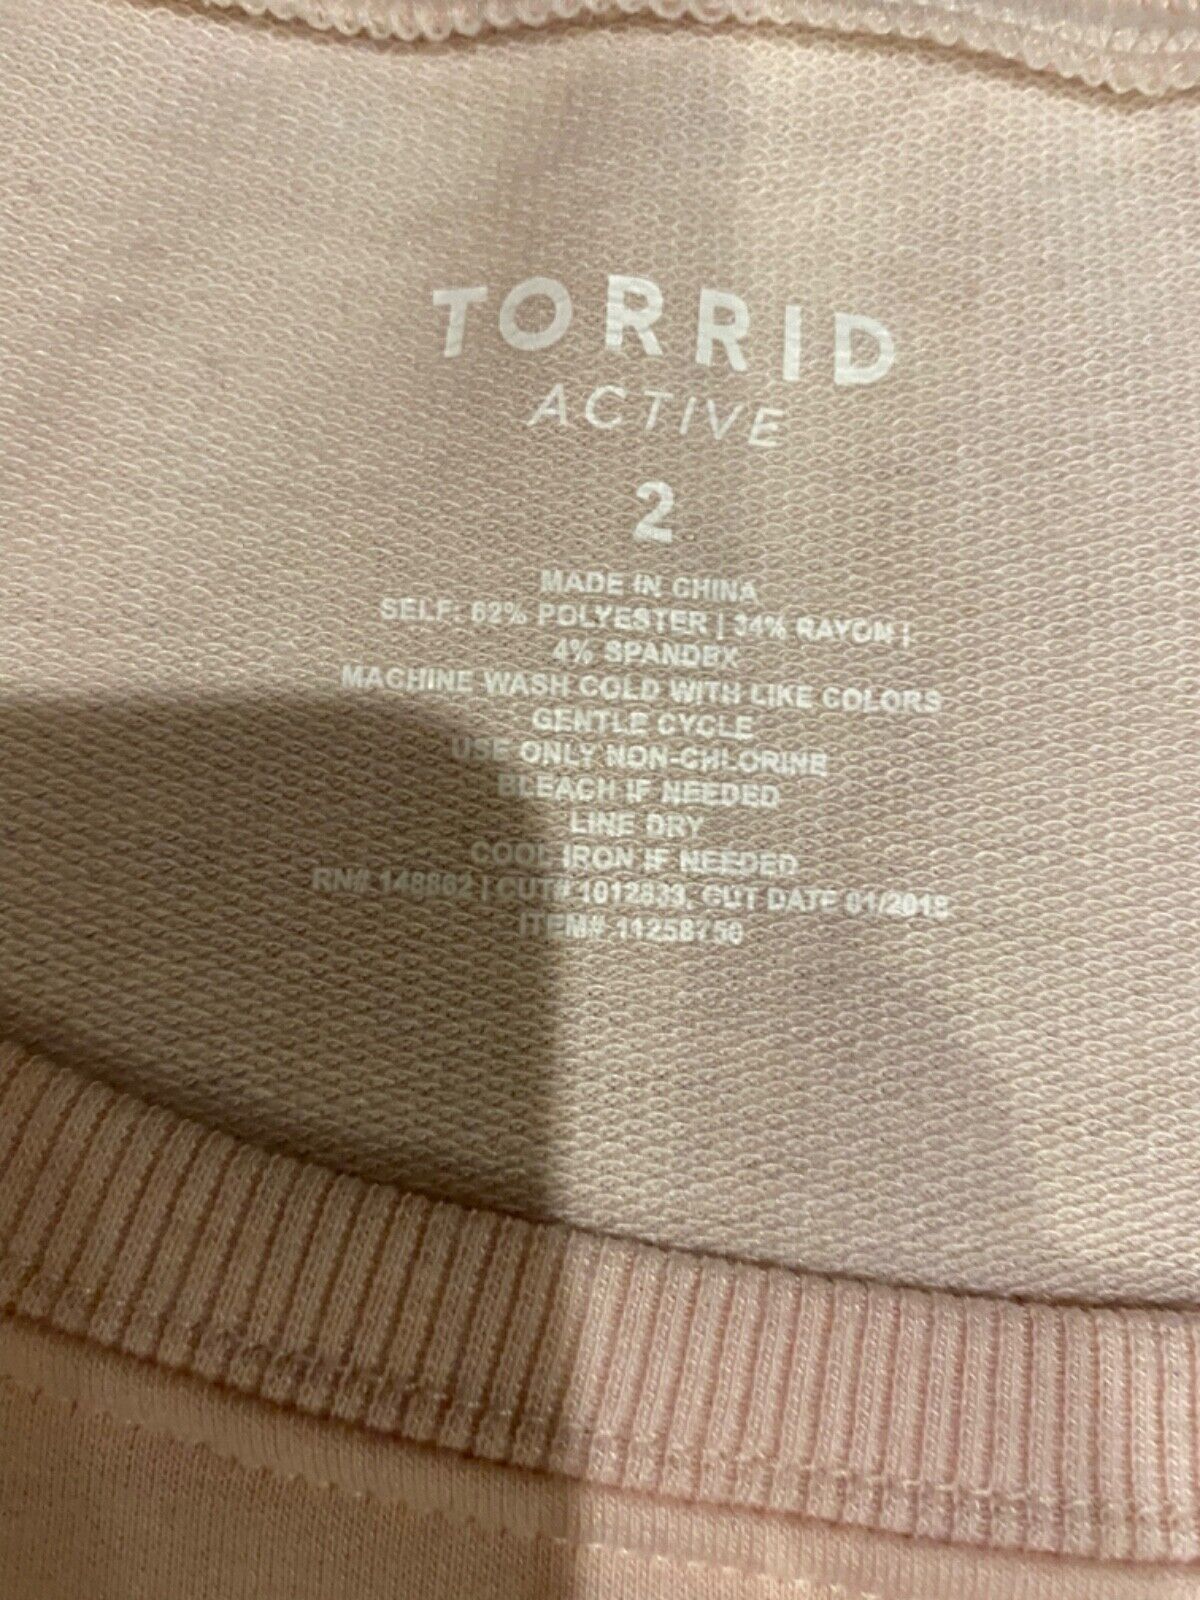 TORRID
ACTIVE
2
MADE IN CHINA
SELF: 62% POLYESTER | 34% RAYON |
4% SPANDEX
MACHINE WASH COLD WITH LIKE COLORS
GENTLE CYCLE
USE ONLY NON-CHLORINE
BLEACH IF NEEDED
LINE DRY
COOL IRON IF NEEDED
RN# 148802 | CUT# 1012833, CUT DATE 01/2018
ITEM# 11258756